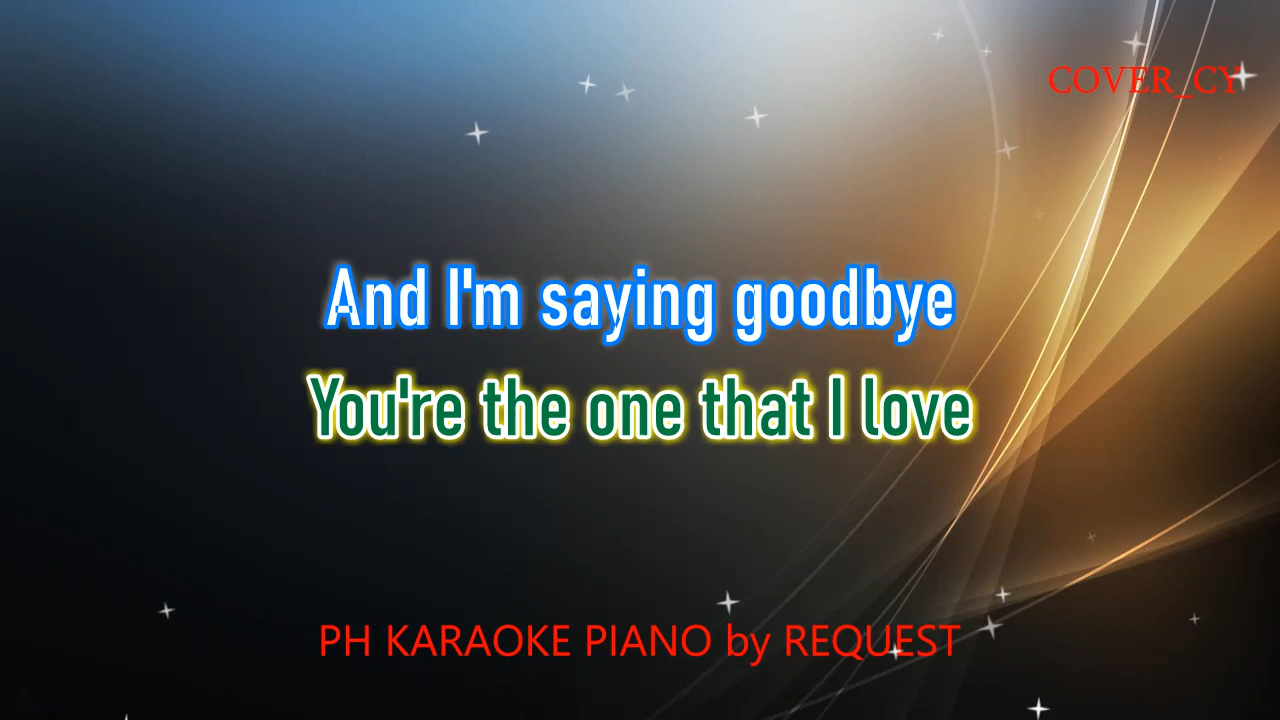 COVER_CY
And I'm saying goodbye
You're the one that I love
PH KARAOKE PIANO by REQUEST